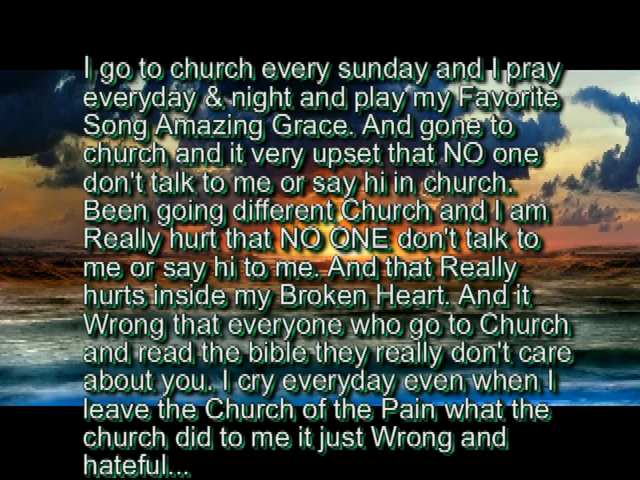 I go to church every sunday and I pray
everyday & night and play my Favorite
Song Amazing Grace. And gone to
church and it very upset that NO one
don't talk to me or say hi in church.
Been going different Church and I am
Really hurt that NO ONE don't talk to
me or say hi to me. And that Really
hurts inside my Broken Heart. And it
Wrong that everyone who go to Church
and read the bible they really don't care
about you. I cry everyday even when I
leave the Church of the Pain what the
church did to me it just Wrong and
hateful...